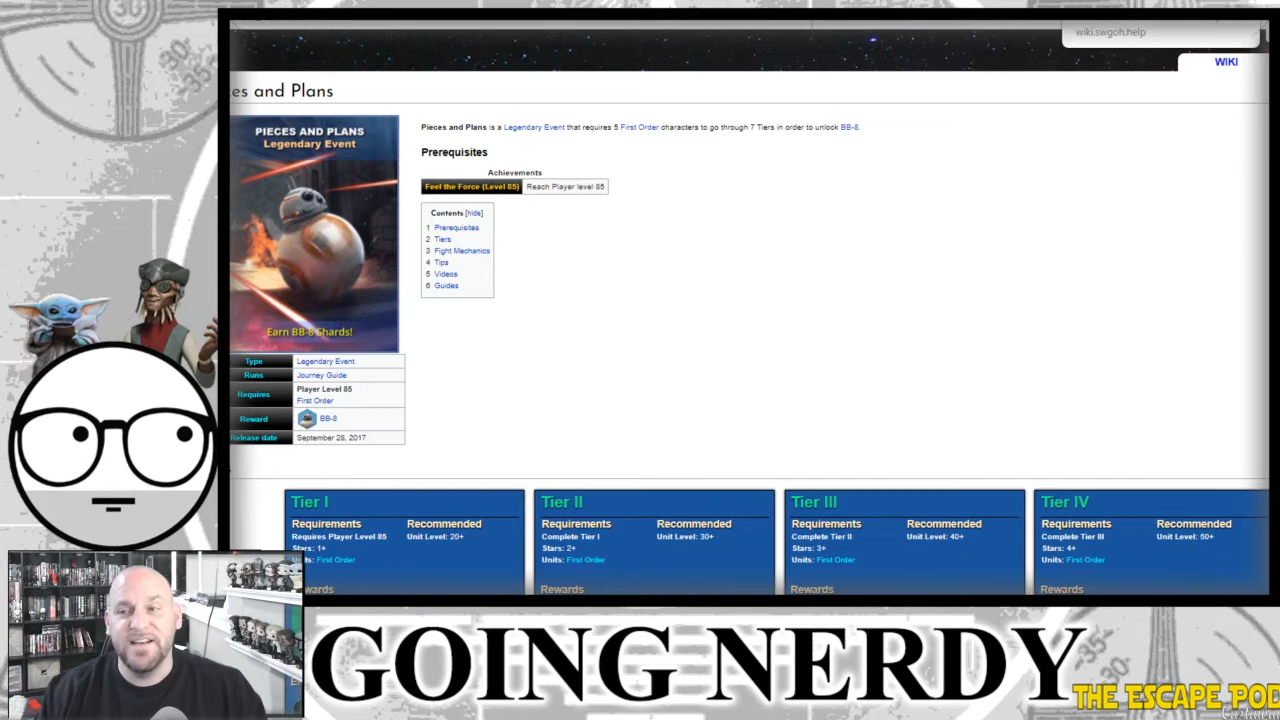 wiki.swgoh.help
WIKI
es and Plans
PIECES AND PLANS
Legendary Event
Earn BB-8 Shards!
Pieces and Plans is a Legendary Event that requires 5 First Order characters to go through 7 Tiers in order to unlock BB-8.
Prerequisites
Achievements
Feel the Force (Level 85) Reach Player level 85
Contents [hide]
1 Prerequisites
2 Tiers
3 Fight Mechanics
4 Tips
5 Videos
6 Guides
Type Legendary Event
Runs Journey Guide
Requires Player Level 85
First Order
Reward BB-8
Release date September 28, 2017
Tier I
Requirements Recommended
Requires Player Level 85 Unit Level: 20+
Stars: 1+
Units: First Order
Rewards
Tier II
Requirements Recommended
Complete Tier I Unit Level: 30+
Stars: 2+
Units: First Order
Rewards
Tier III
Requirements Recommended
Complete Tier II Unit Level: 40+
Stars: 3+
Units: First Order
Rewards
Tier IV
Requirements Recommended
Complete Tier III Unit Level: 50+
Stars: 4+
Units: First Order
Rewards
GOING NERDY
THE ESCAPE POD